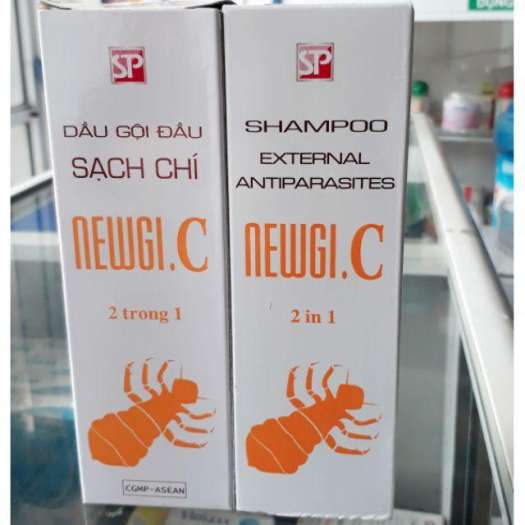 SP
DẦU GỘI ĐẦU
SẠCH CHÍ
NEWGI.C
2 trong 1
CGMP-ASEAN
SP
SHAMPOO
EXTERNAL
ANTIPARASITES
NEWGI.C
2 in 1